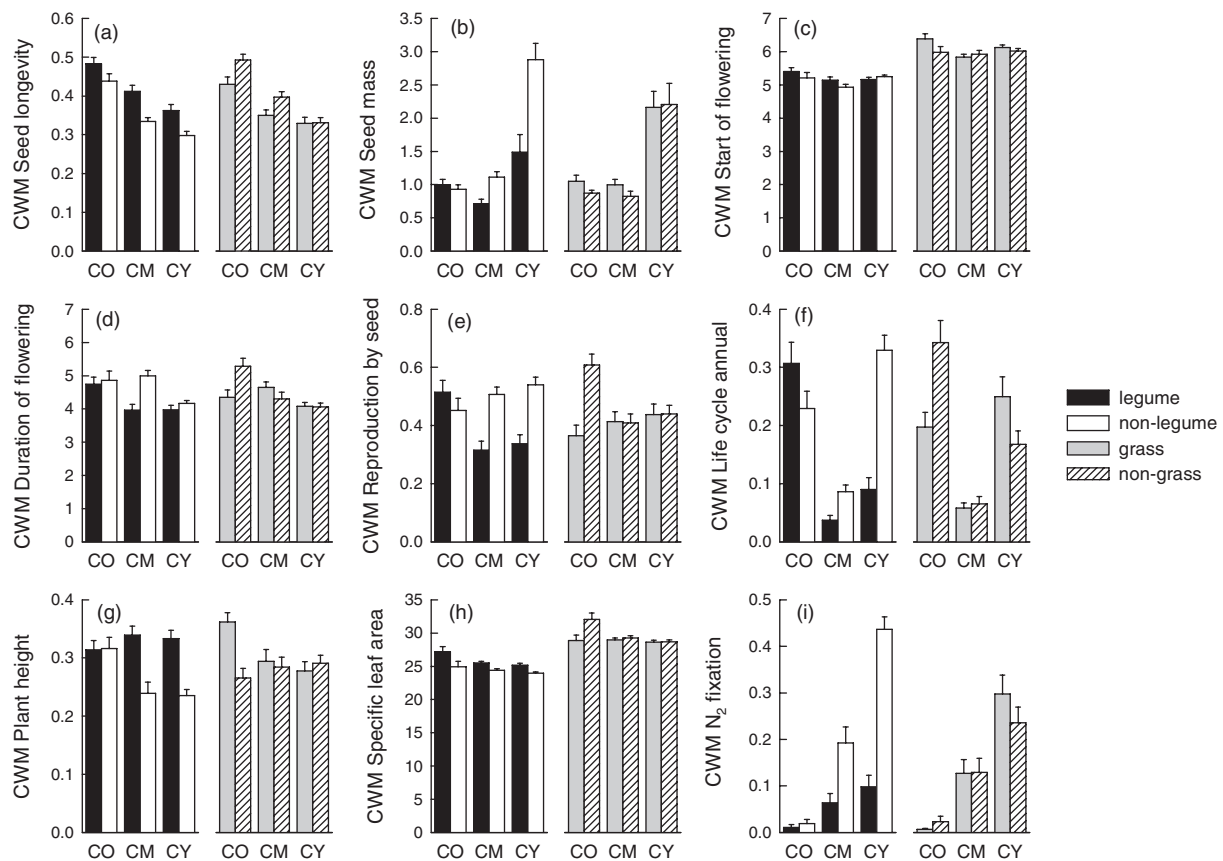 (a)
CWM Seed longevity
0.6
0.5
0.4
0.3
0.2
0.1
0.0
CO CM CY CO CM CY
(b)
CWM Seed mass
3.5
3.0
2.5
2.0
1.5
1.0
0.5
0.0
CO CM CY CO CM CY
(c)
CWM Start of flowering
8
7
6
5
4
3
2
1
0
CO CM CY CO CM CY
(d)
CWM Duration of flowering
7
6
5
4
3
2
1
0
CO CM CY CO CM CY
(e)
CWM Reproduction by seed
0.8
0.6
0.4
0.2
0.0
CO CM CY CO CM CY
(f)
CWM Life cycle annual
0.4
0.3
0.2
0.1
0.0
CO CM CY CO CM CY
legume
non-legume
grass
non-grass
(g)
CWM Plant height
0.4
0.3
0.2
0.1
0.0
CO CM CY CO CM CY
(h)
CWM Specific leaf area
35
30
25
20
15
10
5
0
CO CM CY CO CM CY
(i)
CWM N₂ fixation
0.5
0.4
0.3
0.2
0.1
0.0
CO CM CY CO CM CY